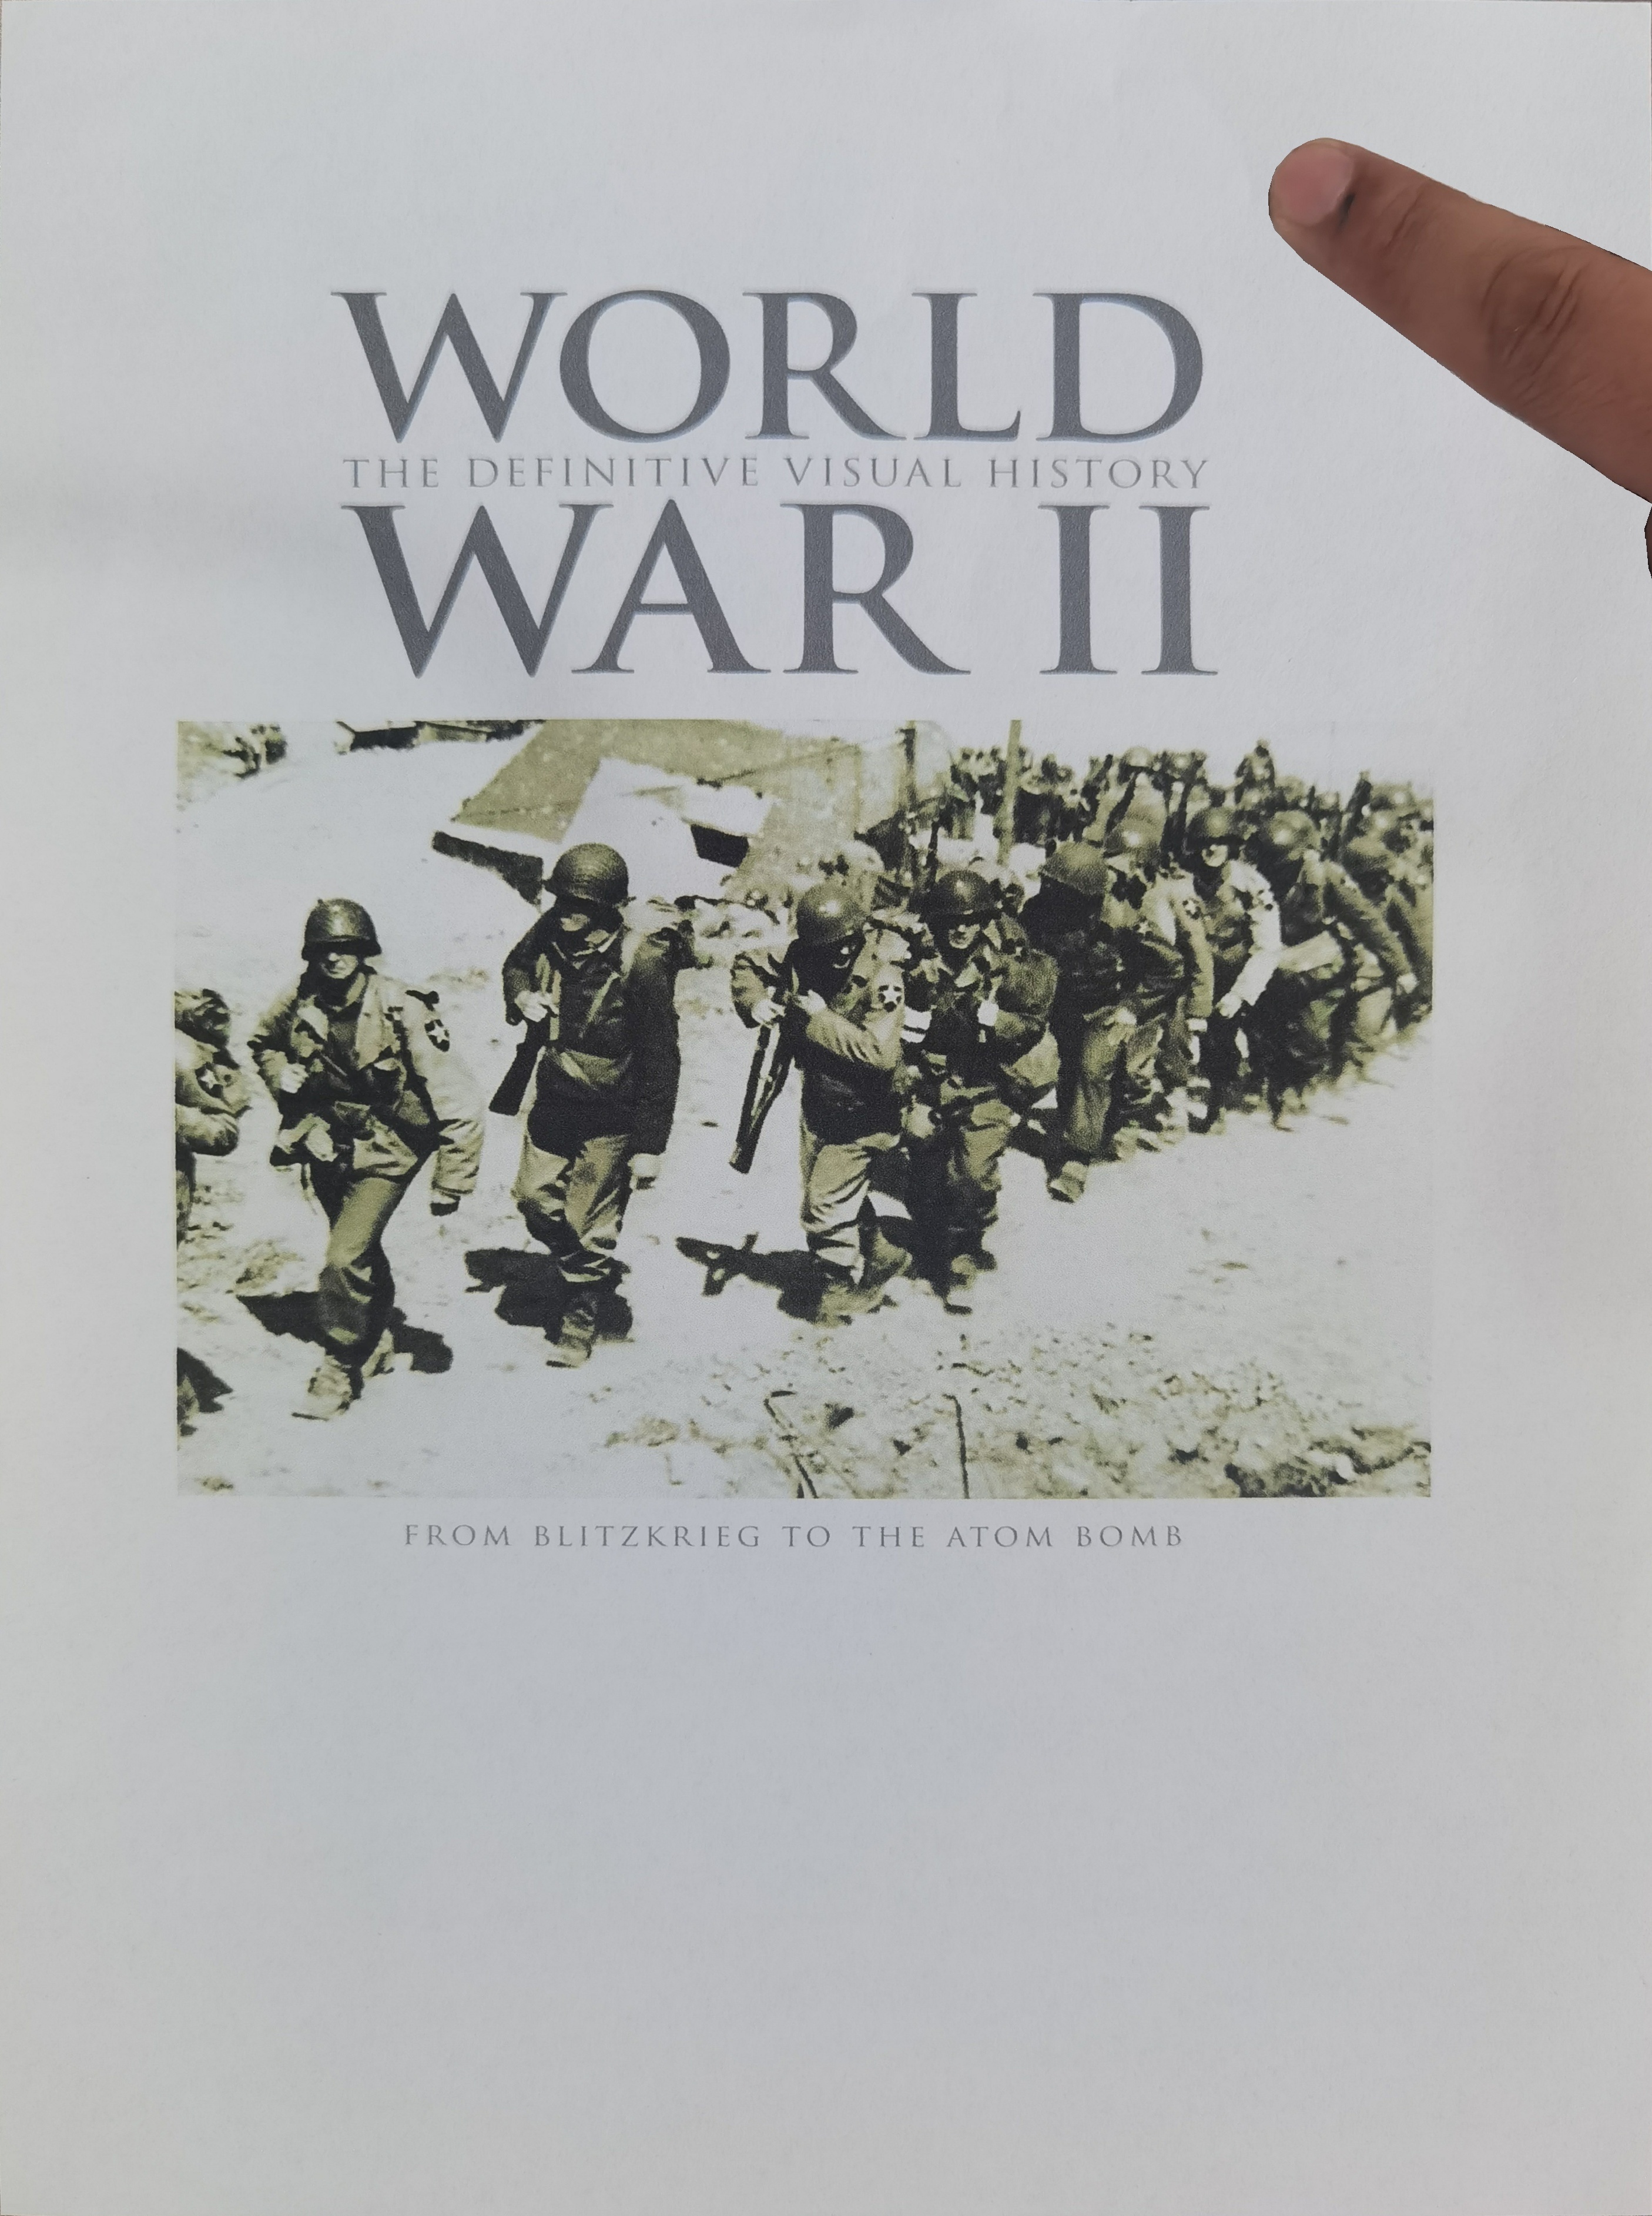 WORLD
THE DEFINITIVE VISUAL HISTORY
WAR II
FROM BLITZKRIEG TO THE ATOM BOMB